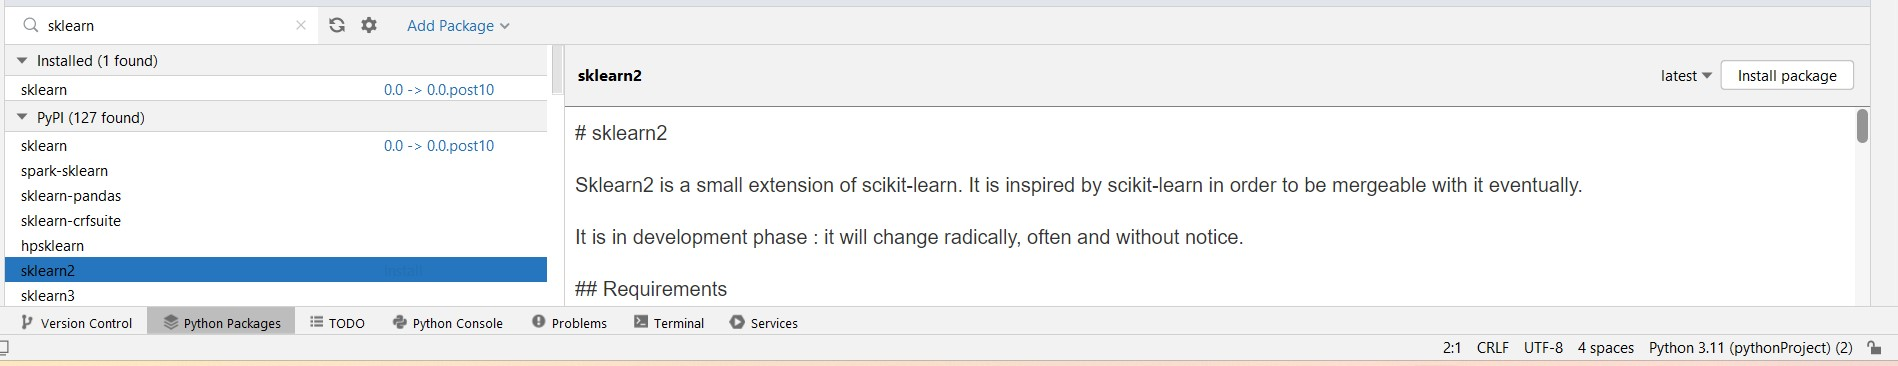 sklearn
Add Package
Installed (1 found)
sklearn 0.0 -> 0.0.post10
PyPI (127 found)
sklearn 0.0 -> 0.0.post10
spark-sklearn
sklearn-pandas
sklearn-crfsuite
hpsklearn
sklearn2 Install
sklearn3
sklearn2
latest Install package
# sklearn2
Sklearn2 is a small extension of scikit-learn. It is inspired by scikit-learn in order to be mergeable with it eventually.
It is in development phase : it will change radically, often and without notice.
## Requirements
Version Control Python Packages TODO Python Console Problems Terminal Services
2:1 CRLF UTF-8 4 spaces Python 3.11 (pythonProject) (2)